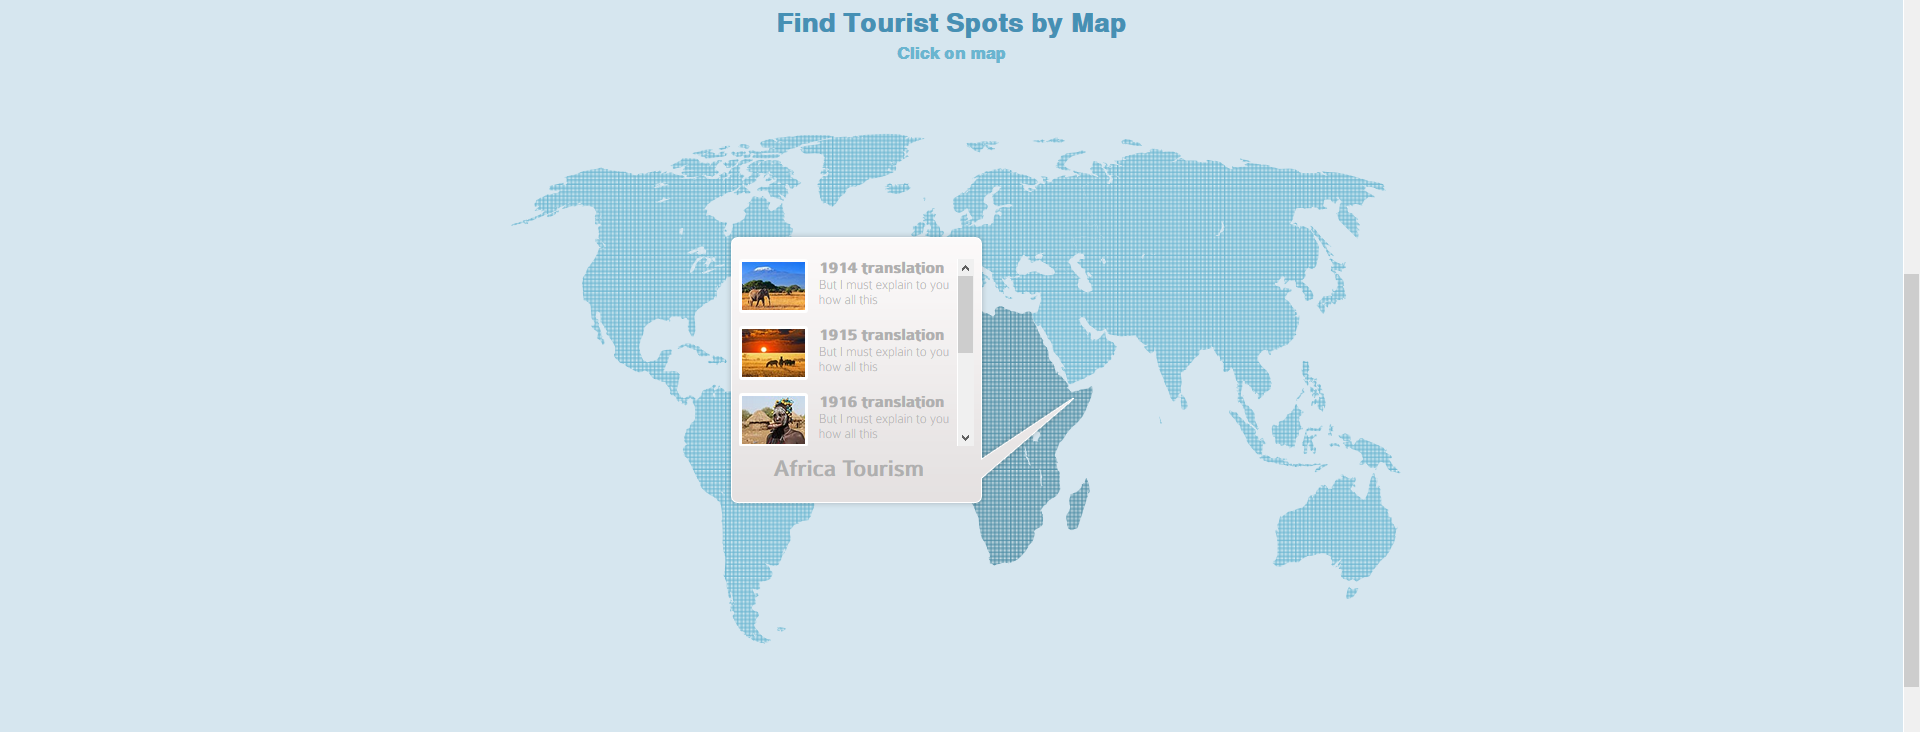 Find Tourist Spots by Map
Click on map
1914 translation
But I must explain to you
how all this
1915 translation
But I must explain to you
how all this
1916 translation
But I must explain to you
how all this
Africa Tourism